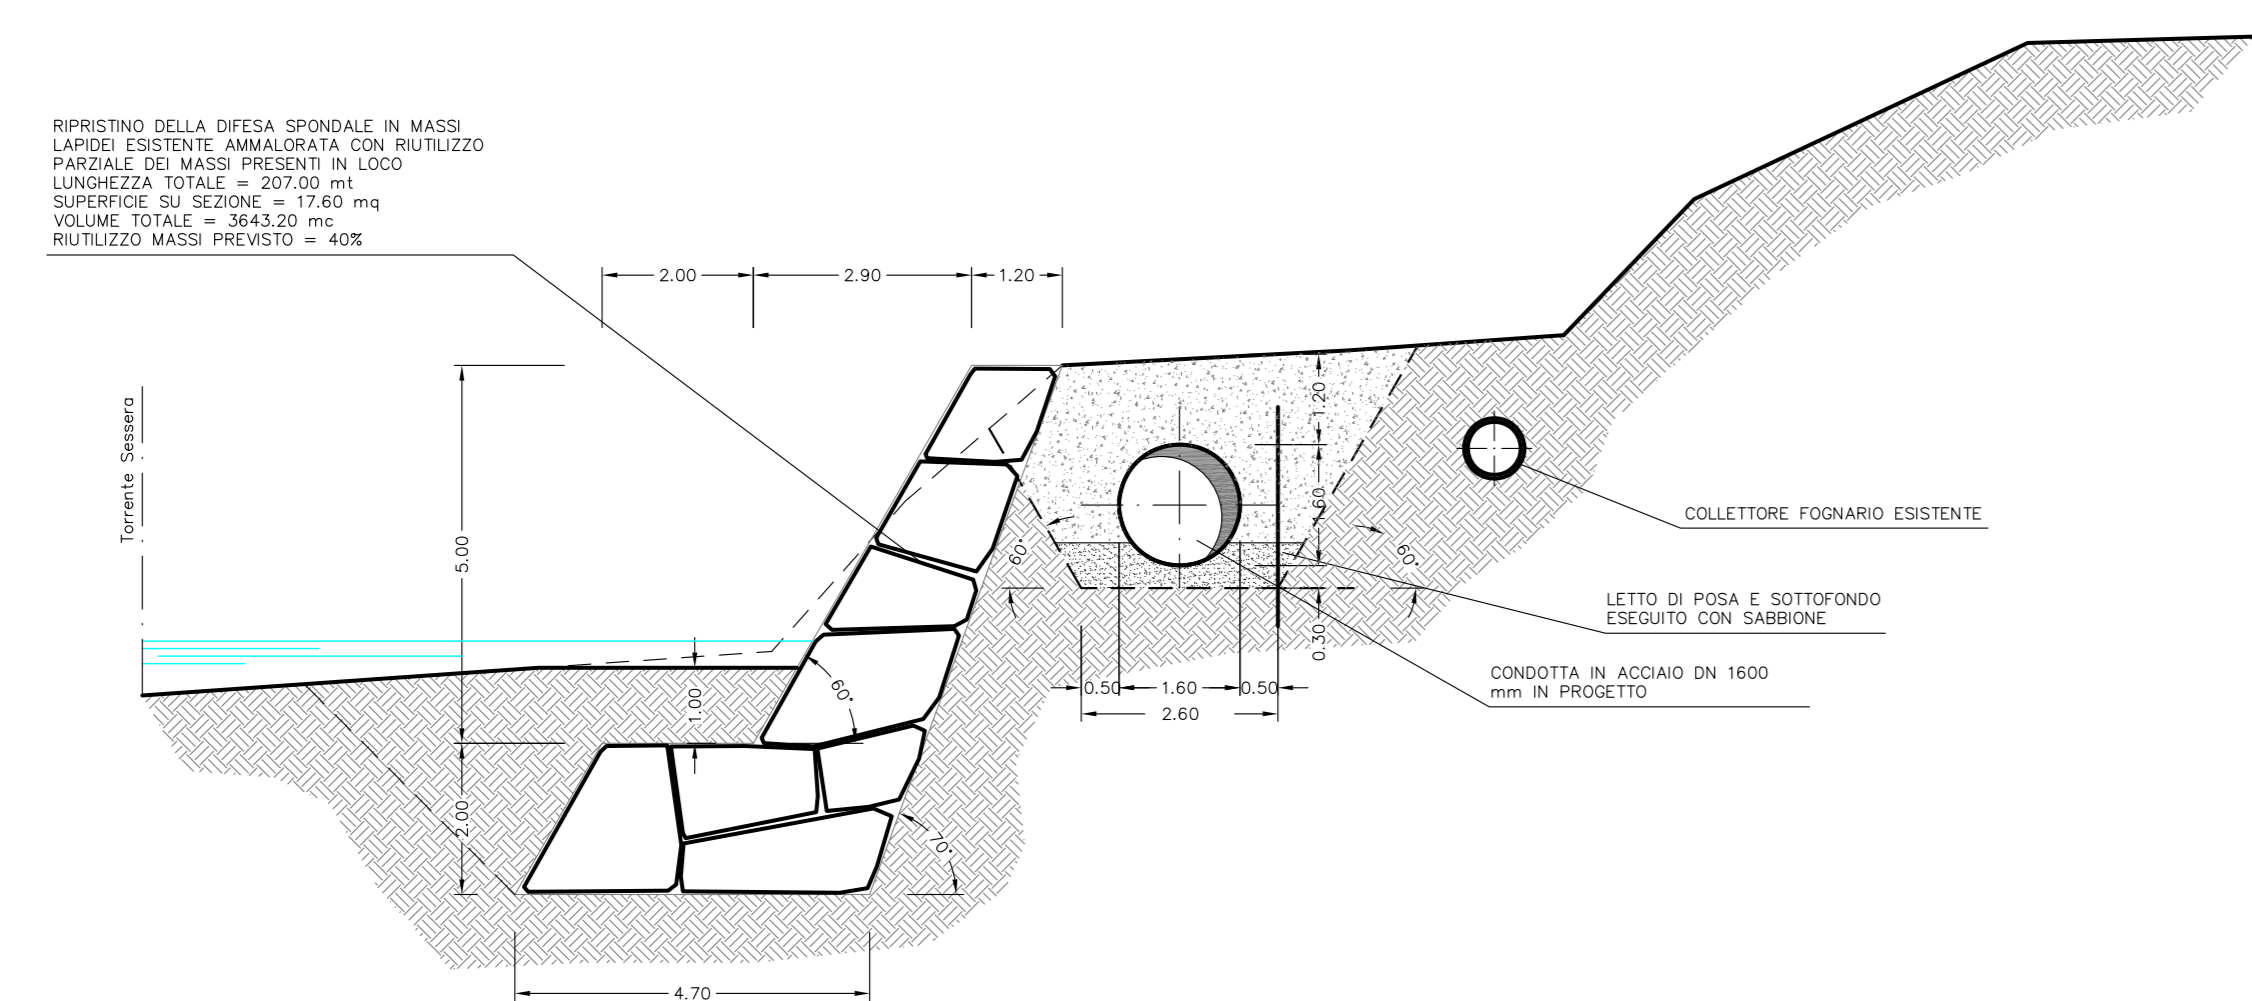 RIPRISTINO DELLA DIFESA SPONDALE IN MASSI
LAPIDEI ESISTENTE AMMALORATA CON RIUTILIZZO
PARZIALE DEI MASSI PRESENTI IN LOCO
LUNGHEZZA TOTALE = 207.00 mt
SUPERFICIE SU SEZIONE = 17.60 mq
VOLUME TOTALE = 3643.20 mc
RIUTILIZZO MASSI PREVISTO = 40%
2.00
2.90
1.20
Torrente Sessera
5.00
1.20
1.60
COLLETTORE FOGNARIO ESISTENTE
60°
60°
LETTO DI POSA E SOTTOFONDO
ESEGUITO CON SABBIONE
0.30
CONDOTTA IN ACCIAIO DN 1600
mm IN PROGETTO
0.50
1.60
0.50
2.60
1.00
60°
2.00
70°
4.70